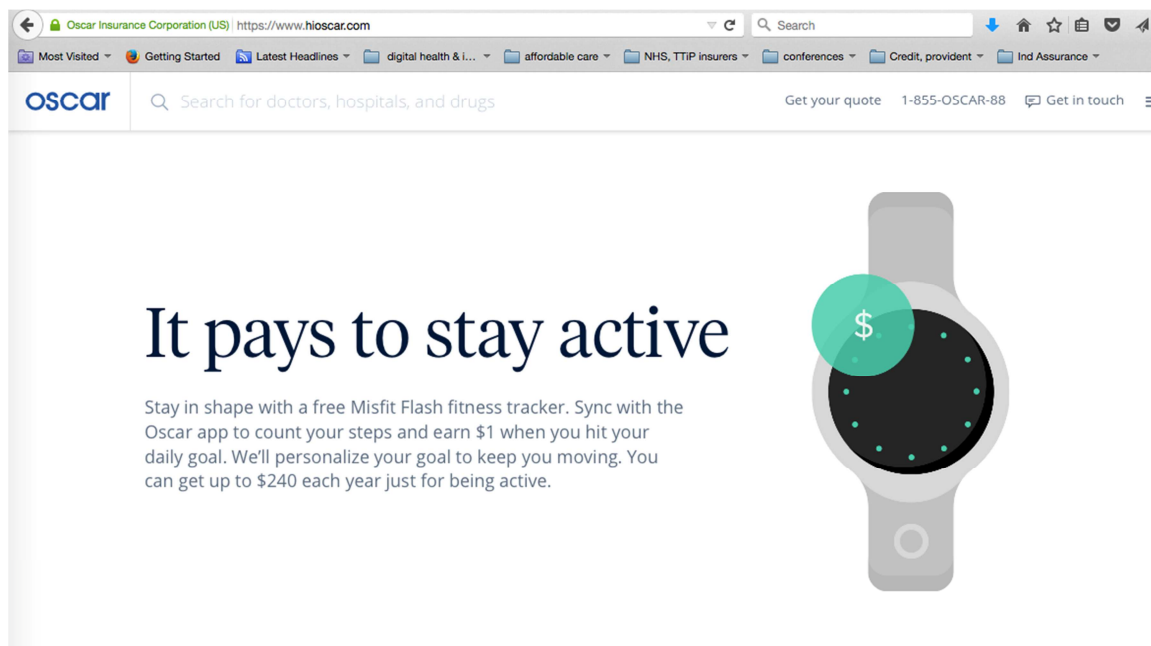 Oscar Insurance Corporation (US) https://www.hioscar.com Search
Most Visited Getting Started Latest Headlines digital health & i... affordable care NHS, TTiP insurers conferences Credit, provident Ind Assurance
oscar Search for doctors, hospitals, and drugs Get your quote 1-855-OSCAR-88 Get in touch
It pays to stay active
$
Stay in shape with a free Misfit Flash fitness tracker. Sync with the
Oscar app to count your steps and earn $1 when you hit your
daily goal. We'll personalize your goal to keep you moving. You
can get up to $240 each year just for being active.